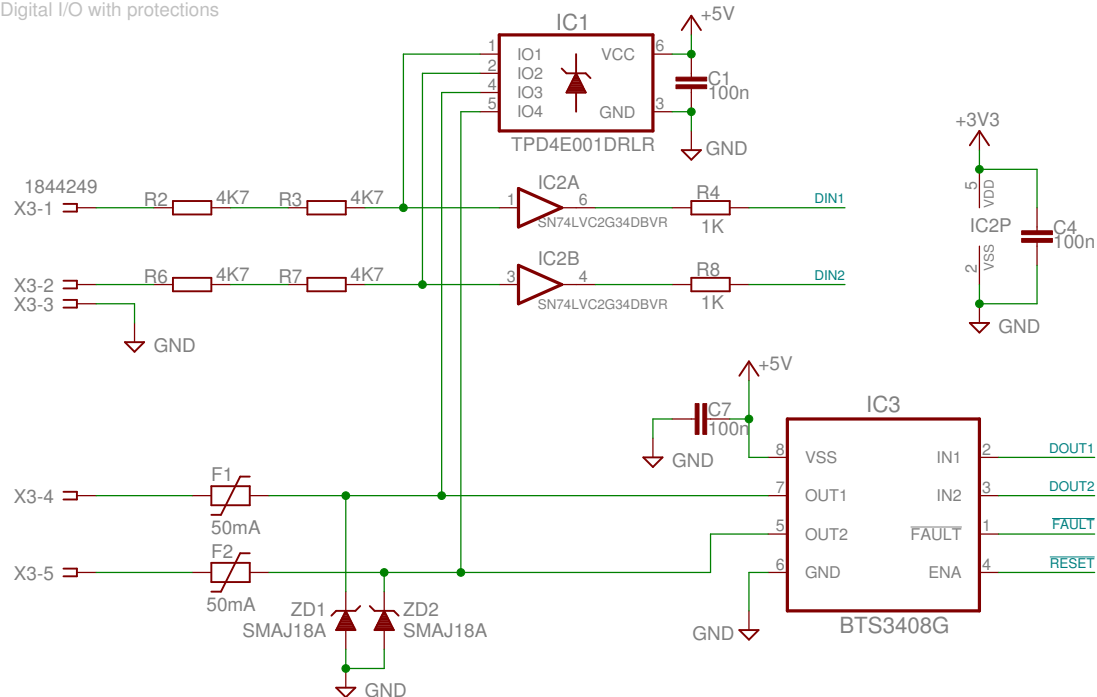 Digital I/O with protections
IC1
+5V
1 IO1 VCC 6
2 IO2
4 IO3
5 IO4 GND 3
C1
100n
TPD4E001DRLR
GND
+3V3
5 VDD
IC2P
2 VSS
C4
100n
GND
1844249
X3-1 R2 4K7 R3 4K7 1 IC2A 6 R4 DIN1
SN74LVC2G34DBVR 1K
X3-2 R6 4K7 R7 4K7 3 IC2B 4 R8 DIN2
SN74LVC2G34DBVR 1K
X3-3
GND
+5V
C7
100n
GND
IC3
8 VSS IN1 2 DOUT1
7 OUT1 IN2 3 DOUT2
5 OUT2 FAULT 1 FAULT
6 GND ENA 4 RESET
BTS3408G
GND
X3-4 F1
50mA
X3-5 F2
50mA
ZD1
SMAJ18A
ZD2
SMAJ18A
GND